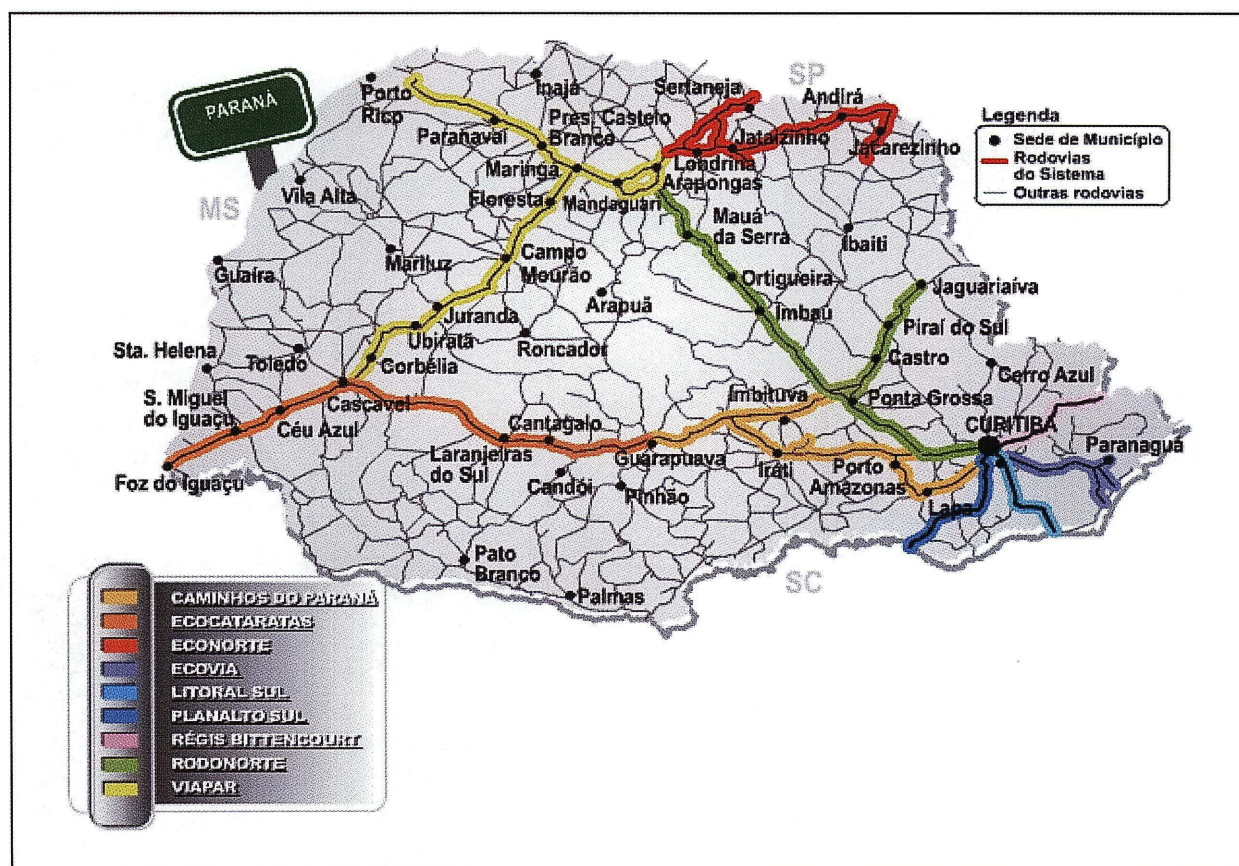 PARANÁ
SP
MS
SC
Legenda
Sede de Município
Rodovias
do Sistema
Outras rodovias
Porto
Rico
Inajá
Sertaneja
Andirá
Paranavaí
Pres. Castelo
Branco
Jataizinho
Jacarezinho
Londrina
Maringá
Arapongas
Vila Alta
Floresta
Mandaguari
Mauá
da Serra
Ibaiti
Mariluz
Campo
Mourão
Guaíra
Ortigueira
Jaguariaíva
Arapuã
Juranda
Imbaú
Piraí do Sul
Ubiratã
Roncador
Sta. Helena
Toledo
Corbélia
Castro
Cerro Azul
S. Miguel
do Iguaçu
Cascavel
Imbituva
Ponta Grossa
Céu Azul
Cantagalo
CURITIBA
Paranaguá
Laranjeiras
do Sul
Guarapuava
Irati
Porto
Amazonas
Foz do Iguaçu
Candói
Pinhão
Lapa
Pato
Branco
Palmas
CAMINHOS DO PARANÁ
ECOCATARATAS
ECONORTE
ECOVIA
LITORAL SUL
PLANALTO SUL
RÉGIS BITTENCOURT
RODONORTE
VIAPAR